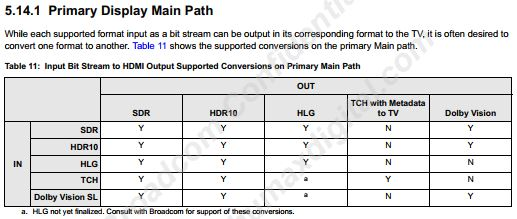 5.14.1 Primary Display Main Path
While each supported format input as a bit stream can be output in its corresponding format to the TV, it is often desired to
convert one format to another. Table 11 shows the supported conversions on the primary Main path.
Table 11: Input Bit Stream to HDMI Output Supported Conversions on Primary Main Path
OUT
SDR HDR10 HLG TCH with Metadata to TV Dolby Vision
IN
SDR Y Y Y N Y
HDR10 Y Y Y N Y
HLG Y Y Y N N
TCH Y Y a Y N
Dolby Vision SL Y Y a N Y
a. HLG not yet finalized. Consult with Broadcom for support of these conversions.
Broadcom Confidential